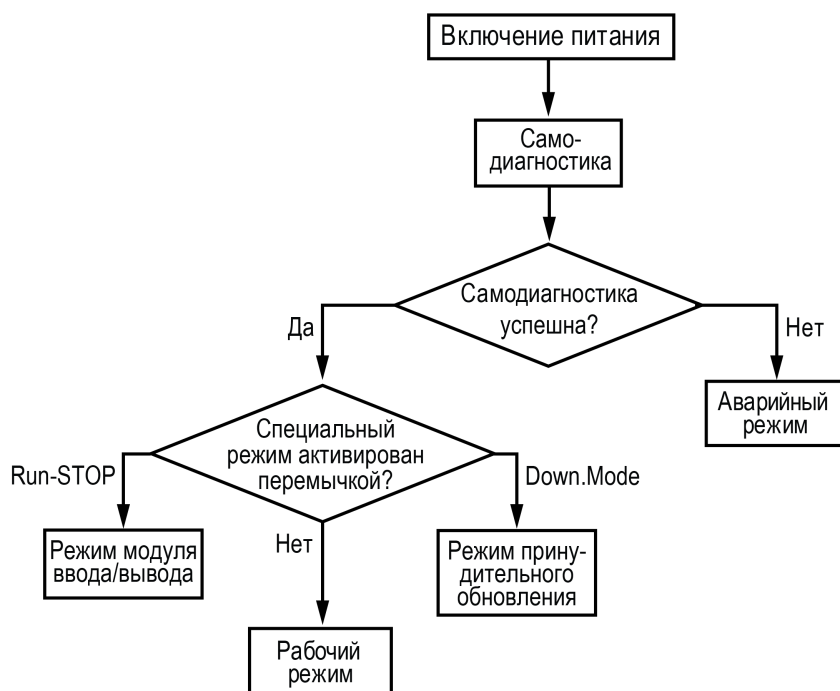 Включение питания
Само-
диагностика
Самодиагностика
успешна?
Да
Нет
Аварийный
режим
Специальный
режим активирован
перемычкой?
Run-STOP
Down.Mode
Нет
Режим модуля
ввода/вывода
Режим прину-
дительного
обновления
Рабочий
режим